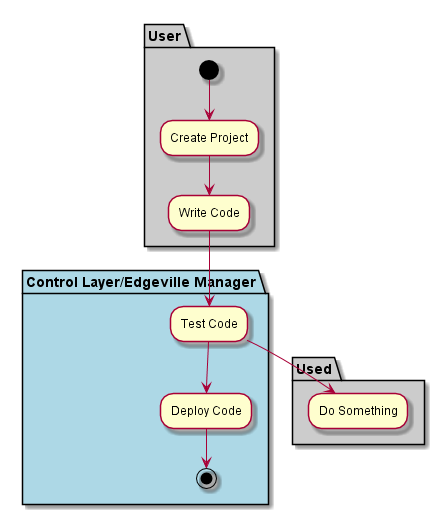 User
Create Project
Write Code
Control Layer/Edgeville Manager
Test Code
Used
Deploy Code
Do Something